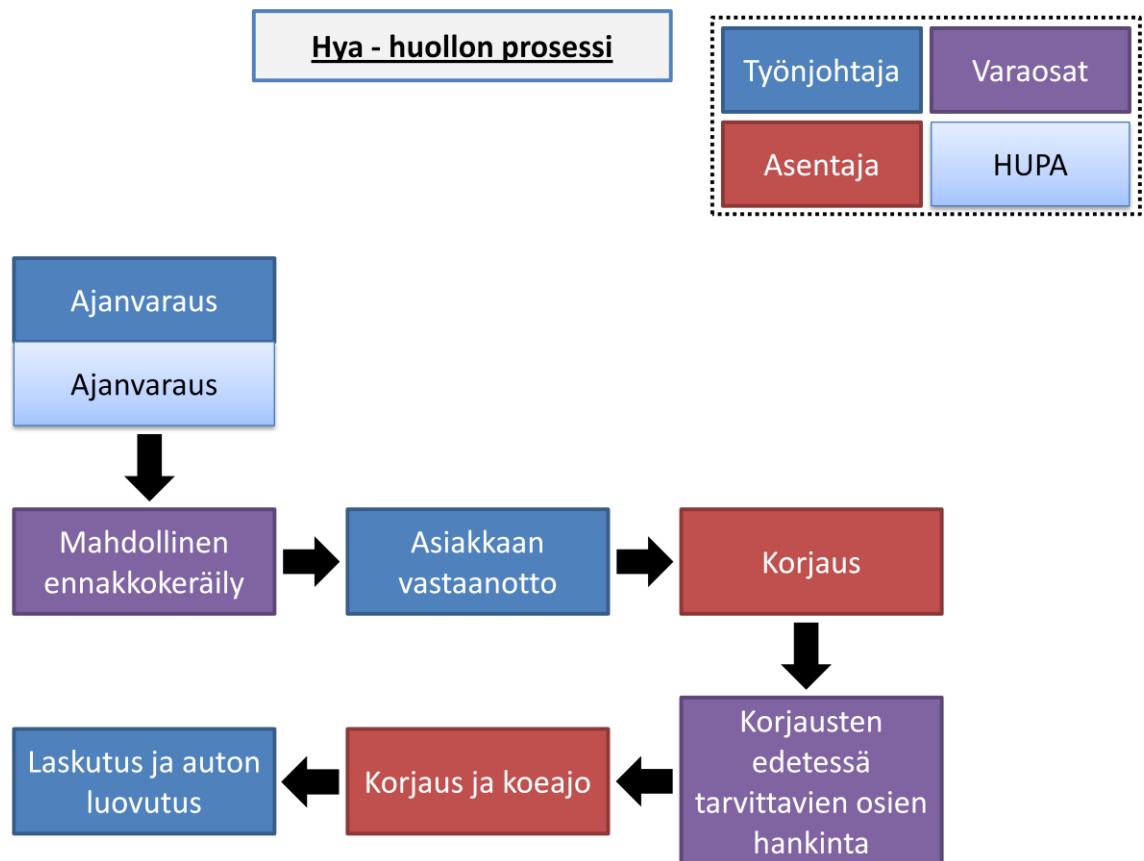 Hya - huollon prosessi
Työnjohtaja
Varaosat
Asentaja
HUPA
Ajanvaraus
Ajanvaraus
Mahdollinen
ennakkokeräily
Asiakkaan
vastaanotto
Korjaus
Korjausten
edetessä
tarvittavien osien
hankinta
Korjaus ja koeajo
Laskutus ja auton
luovutus